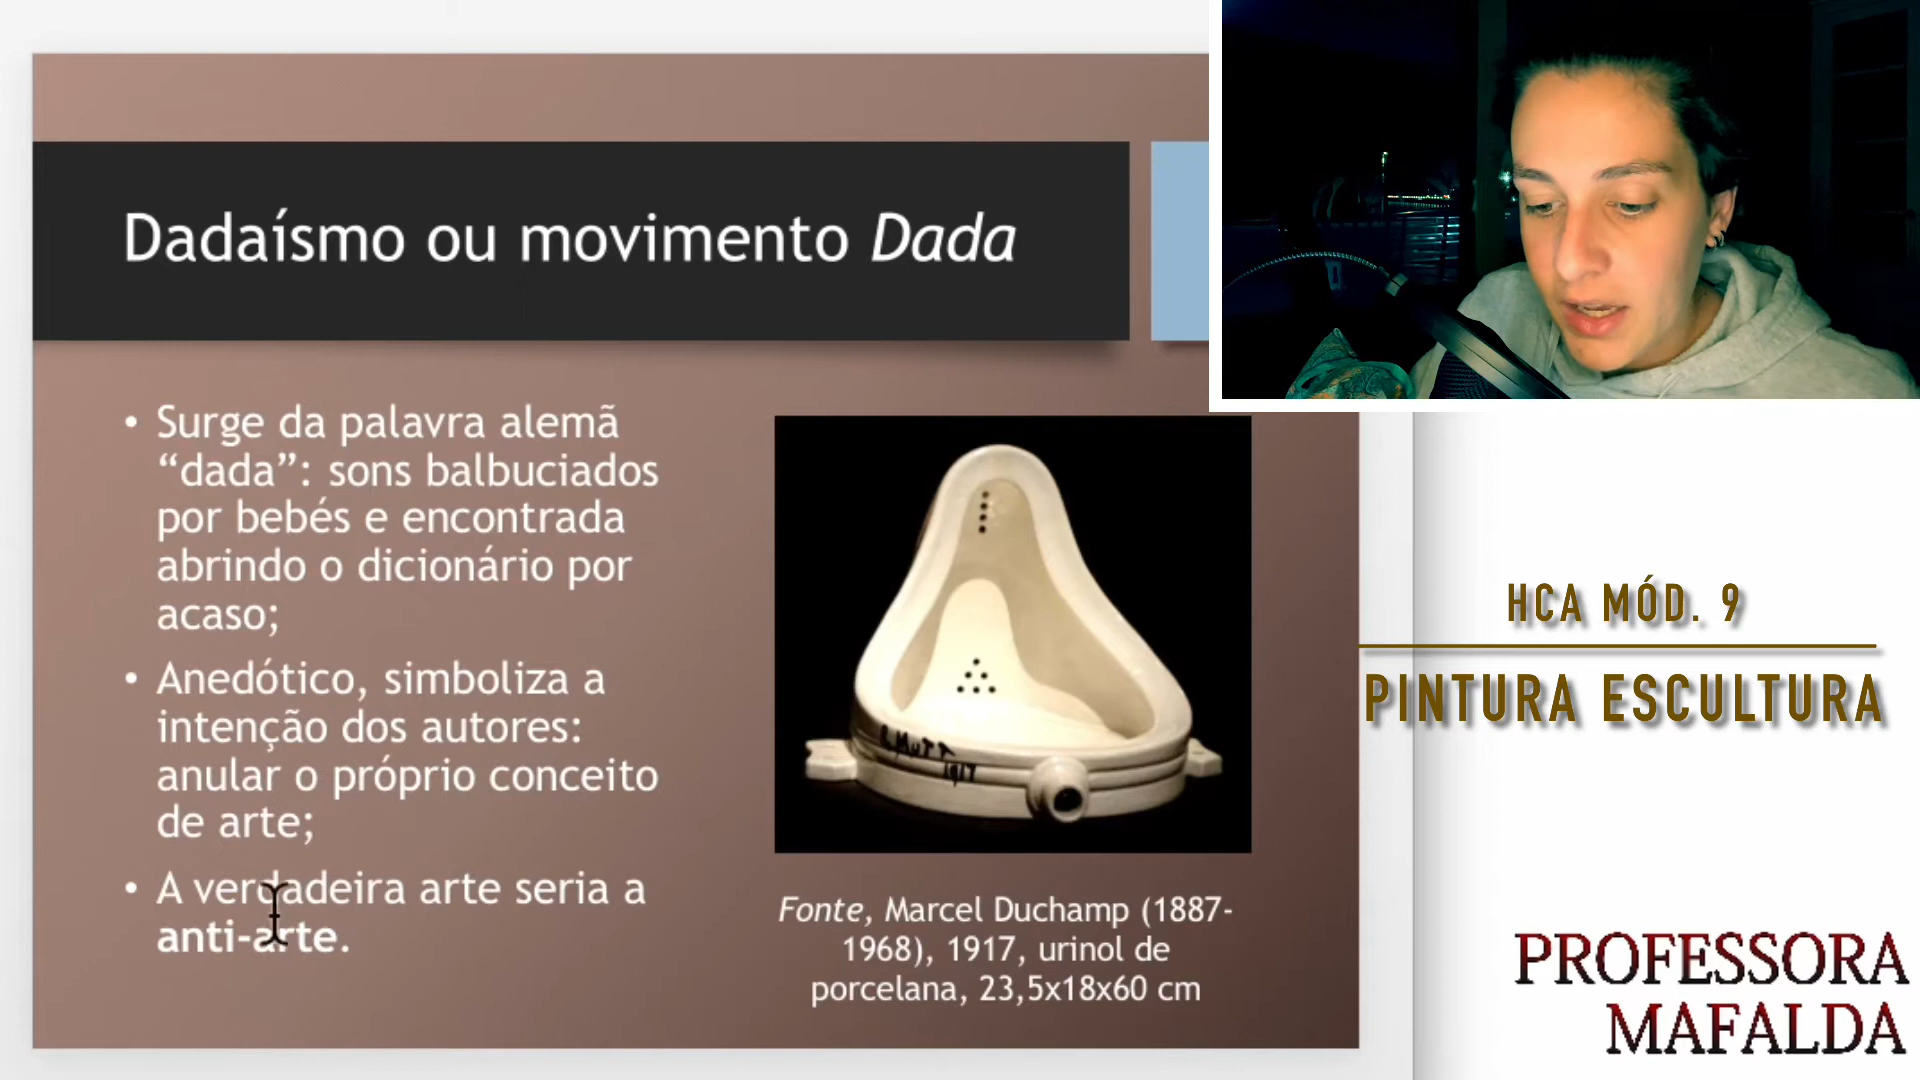 Dadaísmo ou movimento Dada
• Surge da palavra alemã
“dada”: sons balbuciados
por bebés e encontrada
abrindo o dicionário por
acaso;
• Anedótico, simboliza a
intenção dos autores:
anular o próprio conceito
de arte;
• A verdadeira arte seria a
anti-arte.
R.MUTT
1917
Fonte, Marcel Duchamp (1887-
1968), 1917, urinol de
porcelana, 23,5x18x60 cm
HCA MÓD. 9
PINTURA ESCULTURA
PROFESSORA
MAFALDA